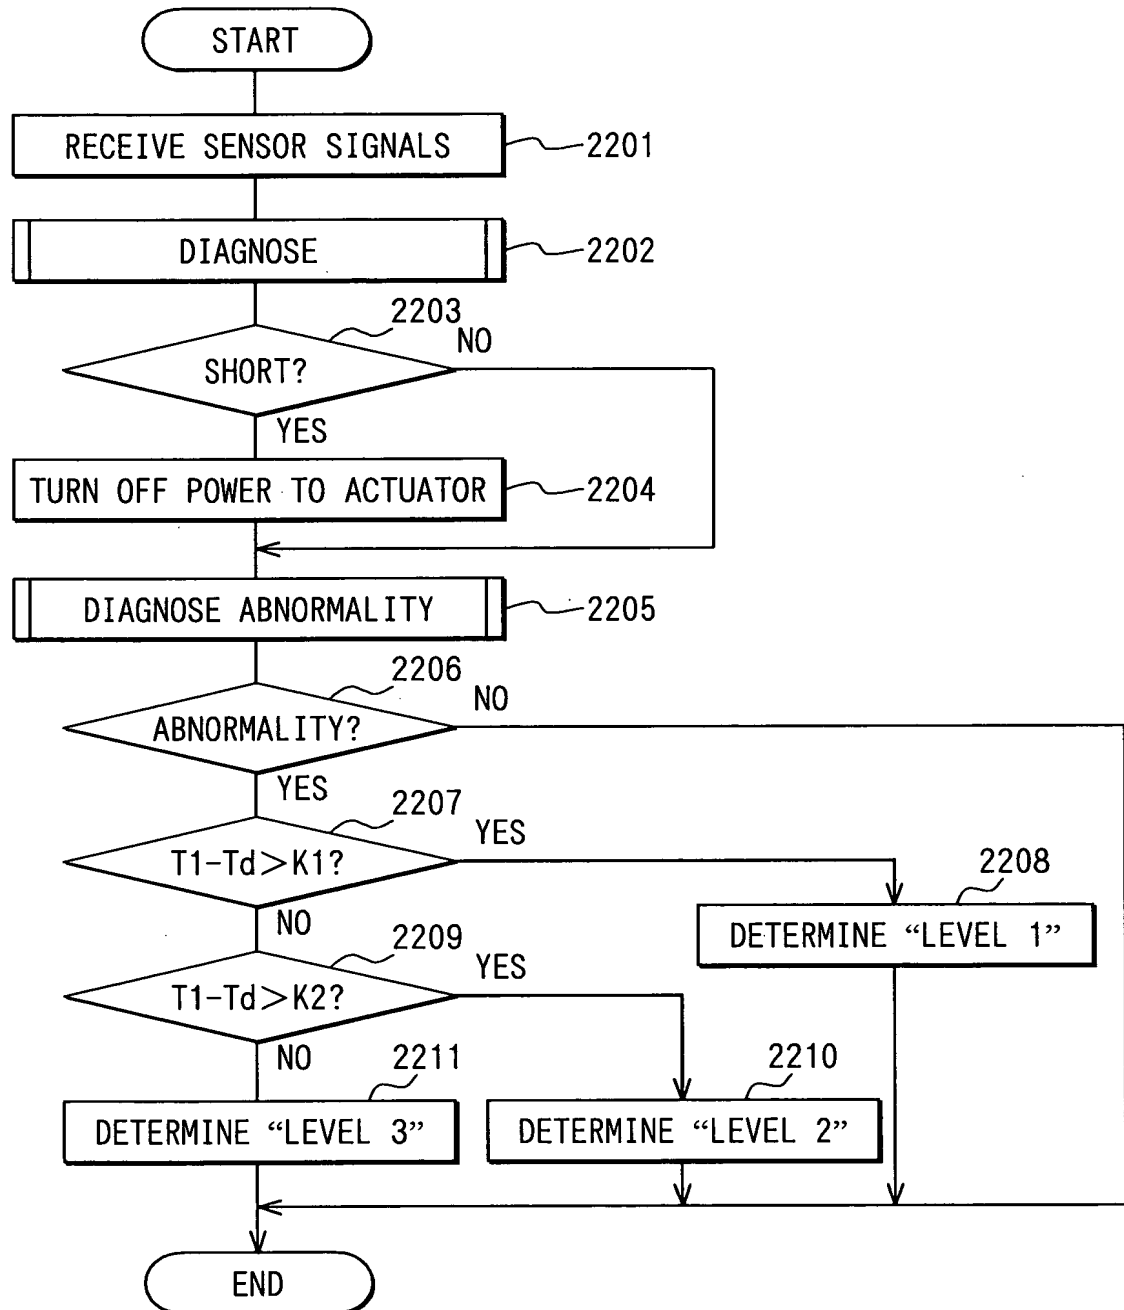 START
RECEIVE SENSOR SIGNALS
2201
DIAGNOSE
2202
2203
SHORT?
NO
YES
TURN OFF POWER TO ACTUATOR
2204
DIAGNOSE ABNORMALITY
2205
2206
ABNORMALITY?
NO
YES
2207
T1-Td>K1?
YES
NO
2208
DETERMINE “LEVEL 1”
2209
T1-Td>K2?
YES
NO
2211
DETERMINE “LEVEL 3”
2210
DETERMINE “LEVEL 2”
END